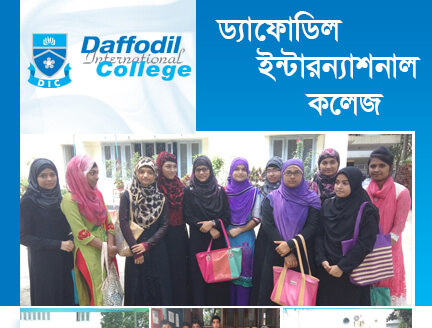 DIC
Daffodil
International
College
ড্যাফোডিল
ইন্টারন্যাশনাল
কলেজ